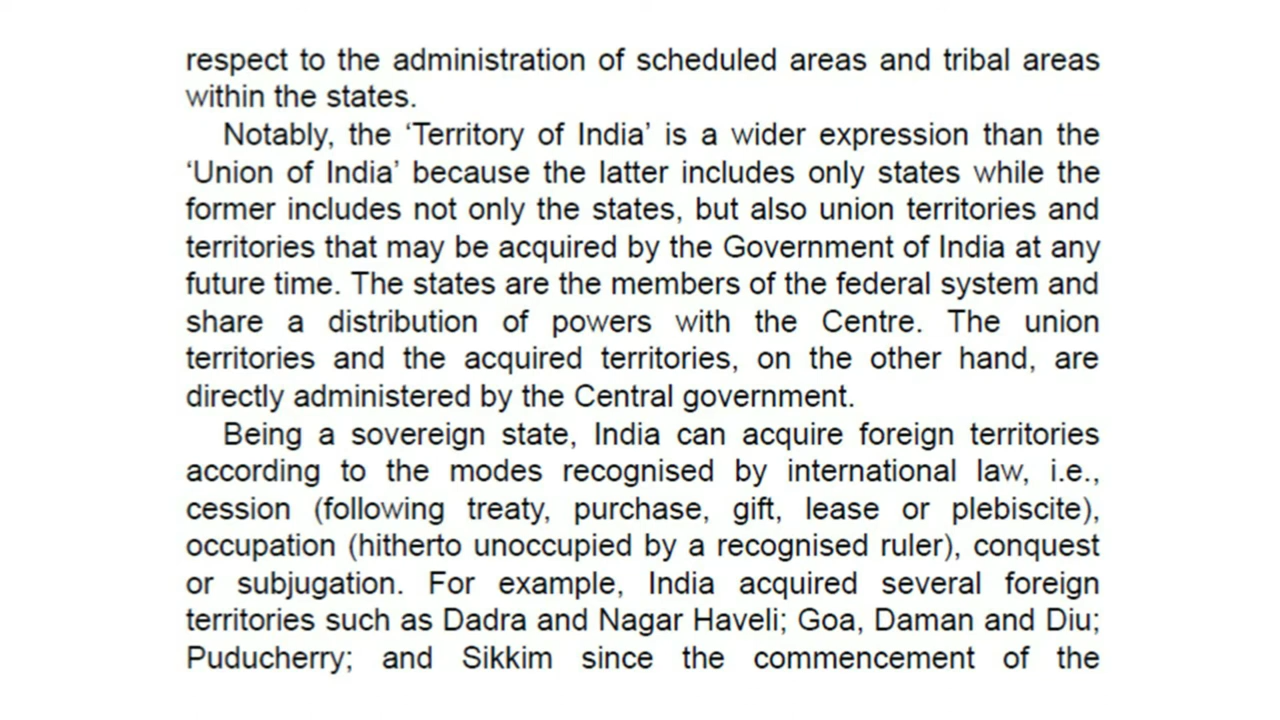 respect to the administration of scheduled areas and tribal areas
within the states.
Notably, the ‘Territory of India’ is a wider expression than the
‘Union of India’ because the latter includes only states while the
former includes not only the states, but also union territories and
territories that may be acquired by the Government of India at any
future time. The states are the members of the federal system and
share a distribution of powers with the Centre. The union
territories and the acquired territories, on the other hand, are
directly administered by the Central government.
Being a sovereign state, India can acquire foreign territories
according to the modes recognised by international law, i.e.,
cession (following treaty, purchase, gift, lease or plebiscite),
occupation (hitherto unoccupied by a recognised ruler), conquest
or subjugation. For example, India acquired several foreign
territories such as Dadra and Nagar Haveli; Goa, Daman and Diu;
Puducherry; and Sikkim since the commencement of the